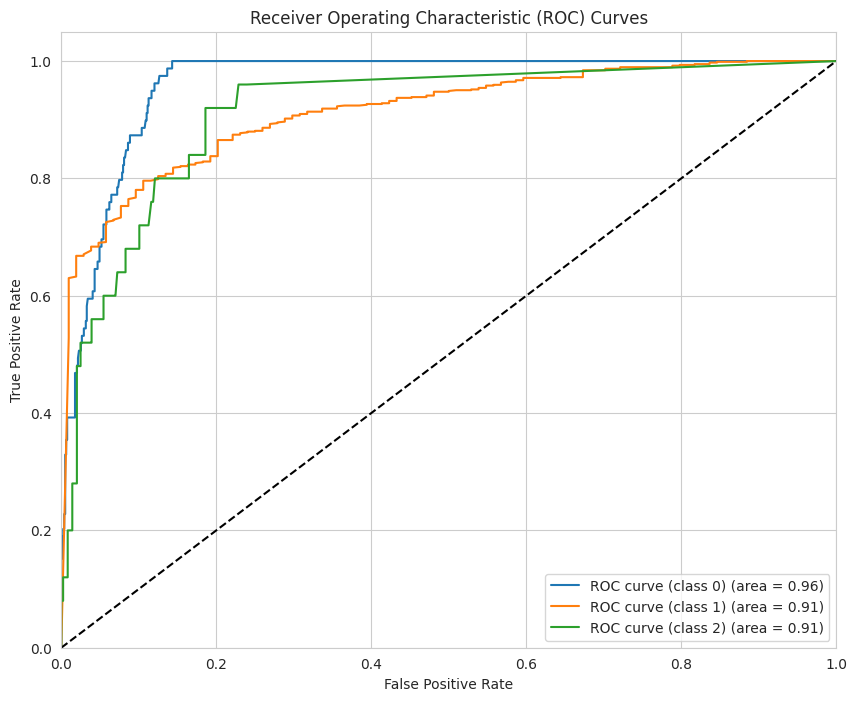 Receiver Operating Characteristic (ROC) Curves
1.0
0.8
0.6
0.4
0.2
0.0
True Positive Rate
0.0 0.2 0.4 0.6 0.8 1.0
False Positive Rate
ROC curve (class 0) (area = 0.96)
ROC curve (class 1) (area = 0.91)
ROC curve (class 2) (area = 0.91)